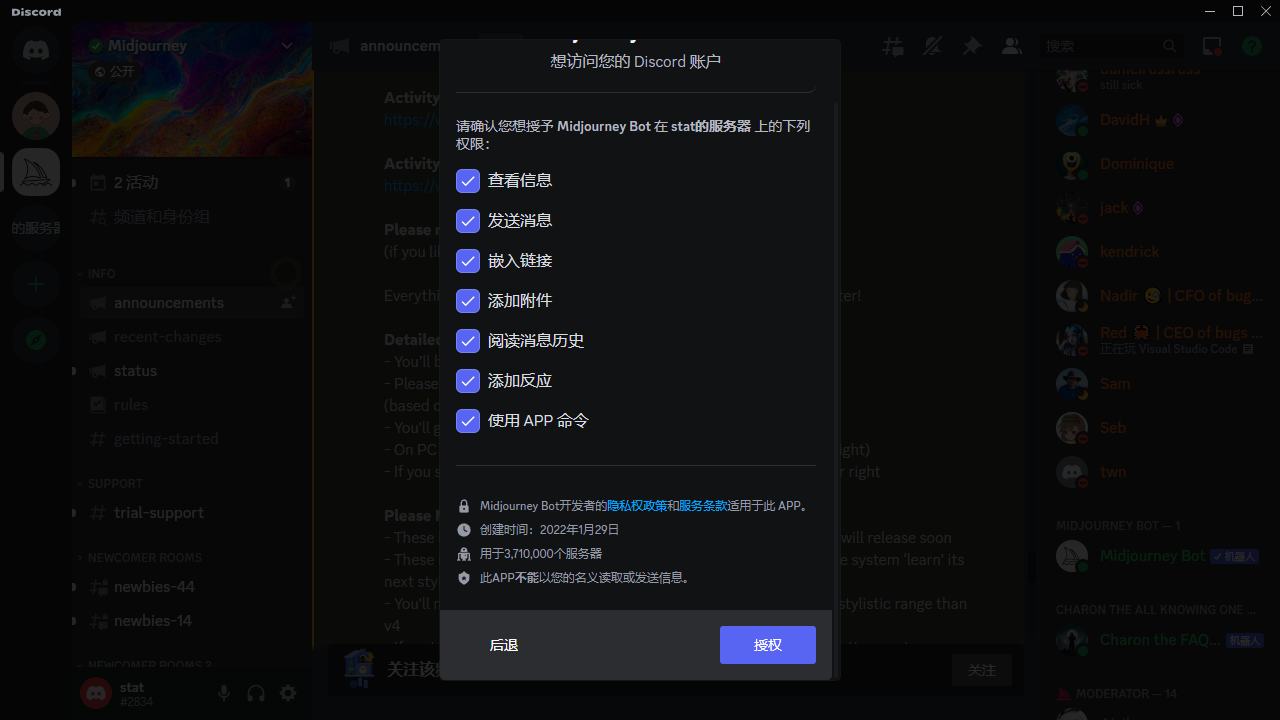 Discord
Midjourney
公开
2 活动
1
频道和身份组
INFO
announcements
recent-changes
status
rules
getting-started
SUPPORT
trial-support
NEWCOMER ROOMS
newbies-44
newbies-14
NEWCOMER ROOMS 2
stat
#2834
announcem
搜索
Activity
https://
Activity
https://
Please
(if you li
Everythi
ter!
Detailed
- You'll b
- Please
(based o
- You'll g
- On PC
ight)
- If you s
r right
Please
- These
will release soon
- These
e system 'learn' its
next sty
- You'll
stylistic range than
v4
关注该
关注
想访问您的 Discord 账户
请确认您想授予 Midjourney Bot 在 stat的服务器 上的下列
权限：
查看信息
发送消息
嵌入链接
添加附件
阅读消息历史
添加反应
使用 APP 命令
Midjourney Bot开发者的隐私权政策和服务条款适用于此 APP。
创建时间：2022年1月29日
用于3,710,000个服务器
此APP不能以您的名义读取或发送信息。
后退
授权
still sick
DavidH
Dominique
jack
kendrick
Nadir | CFO of bug...
Red | CEO of bugs ...
正在玩 Visual Studio Code
Sam
Seb
twn
MIDJOURNEY BOT — 1
Midjourney Bot 机器人
CHARON THE ALL KNOWING ONE ...
Charon the FAQ... 机器人
MODERATOR — 14